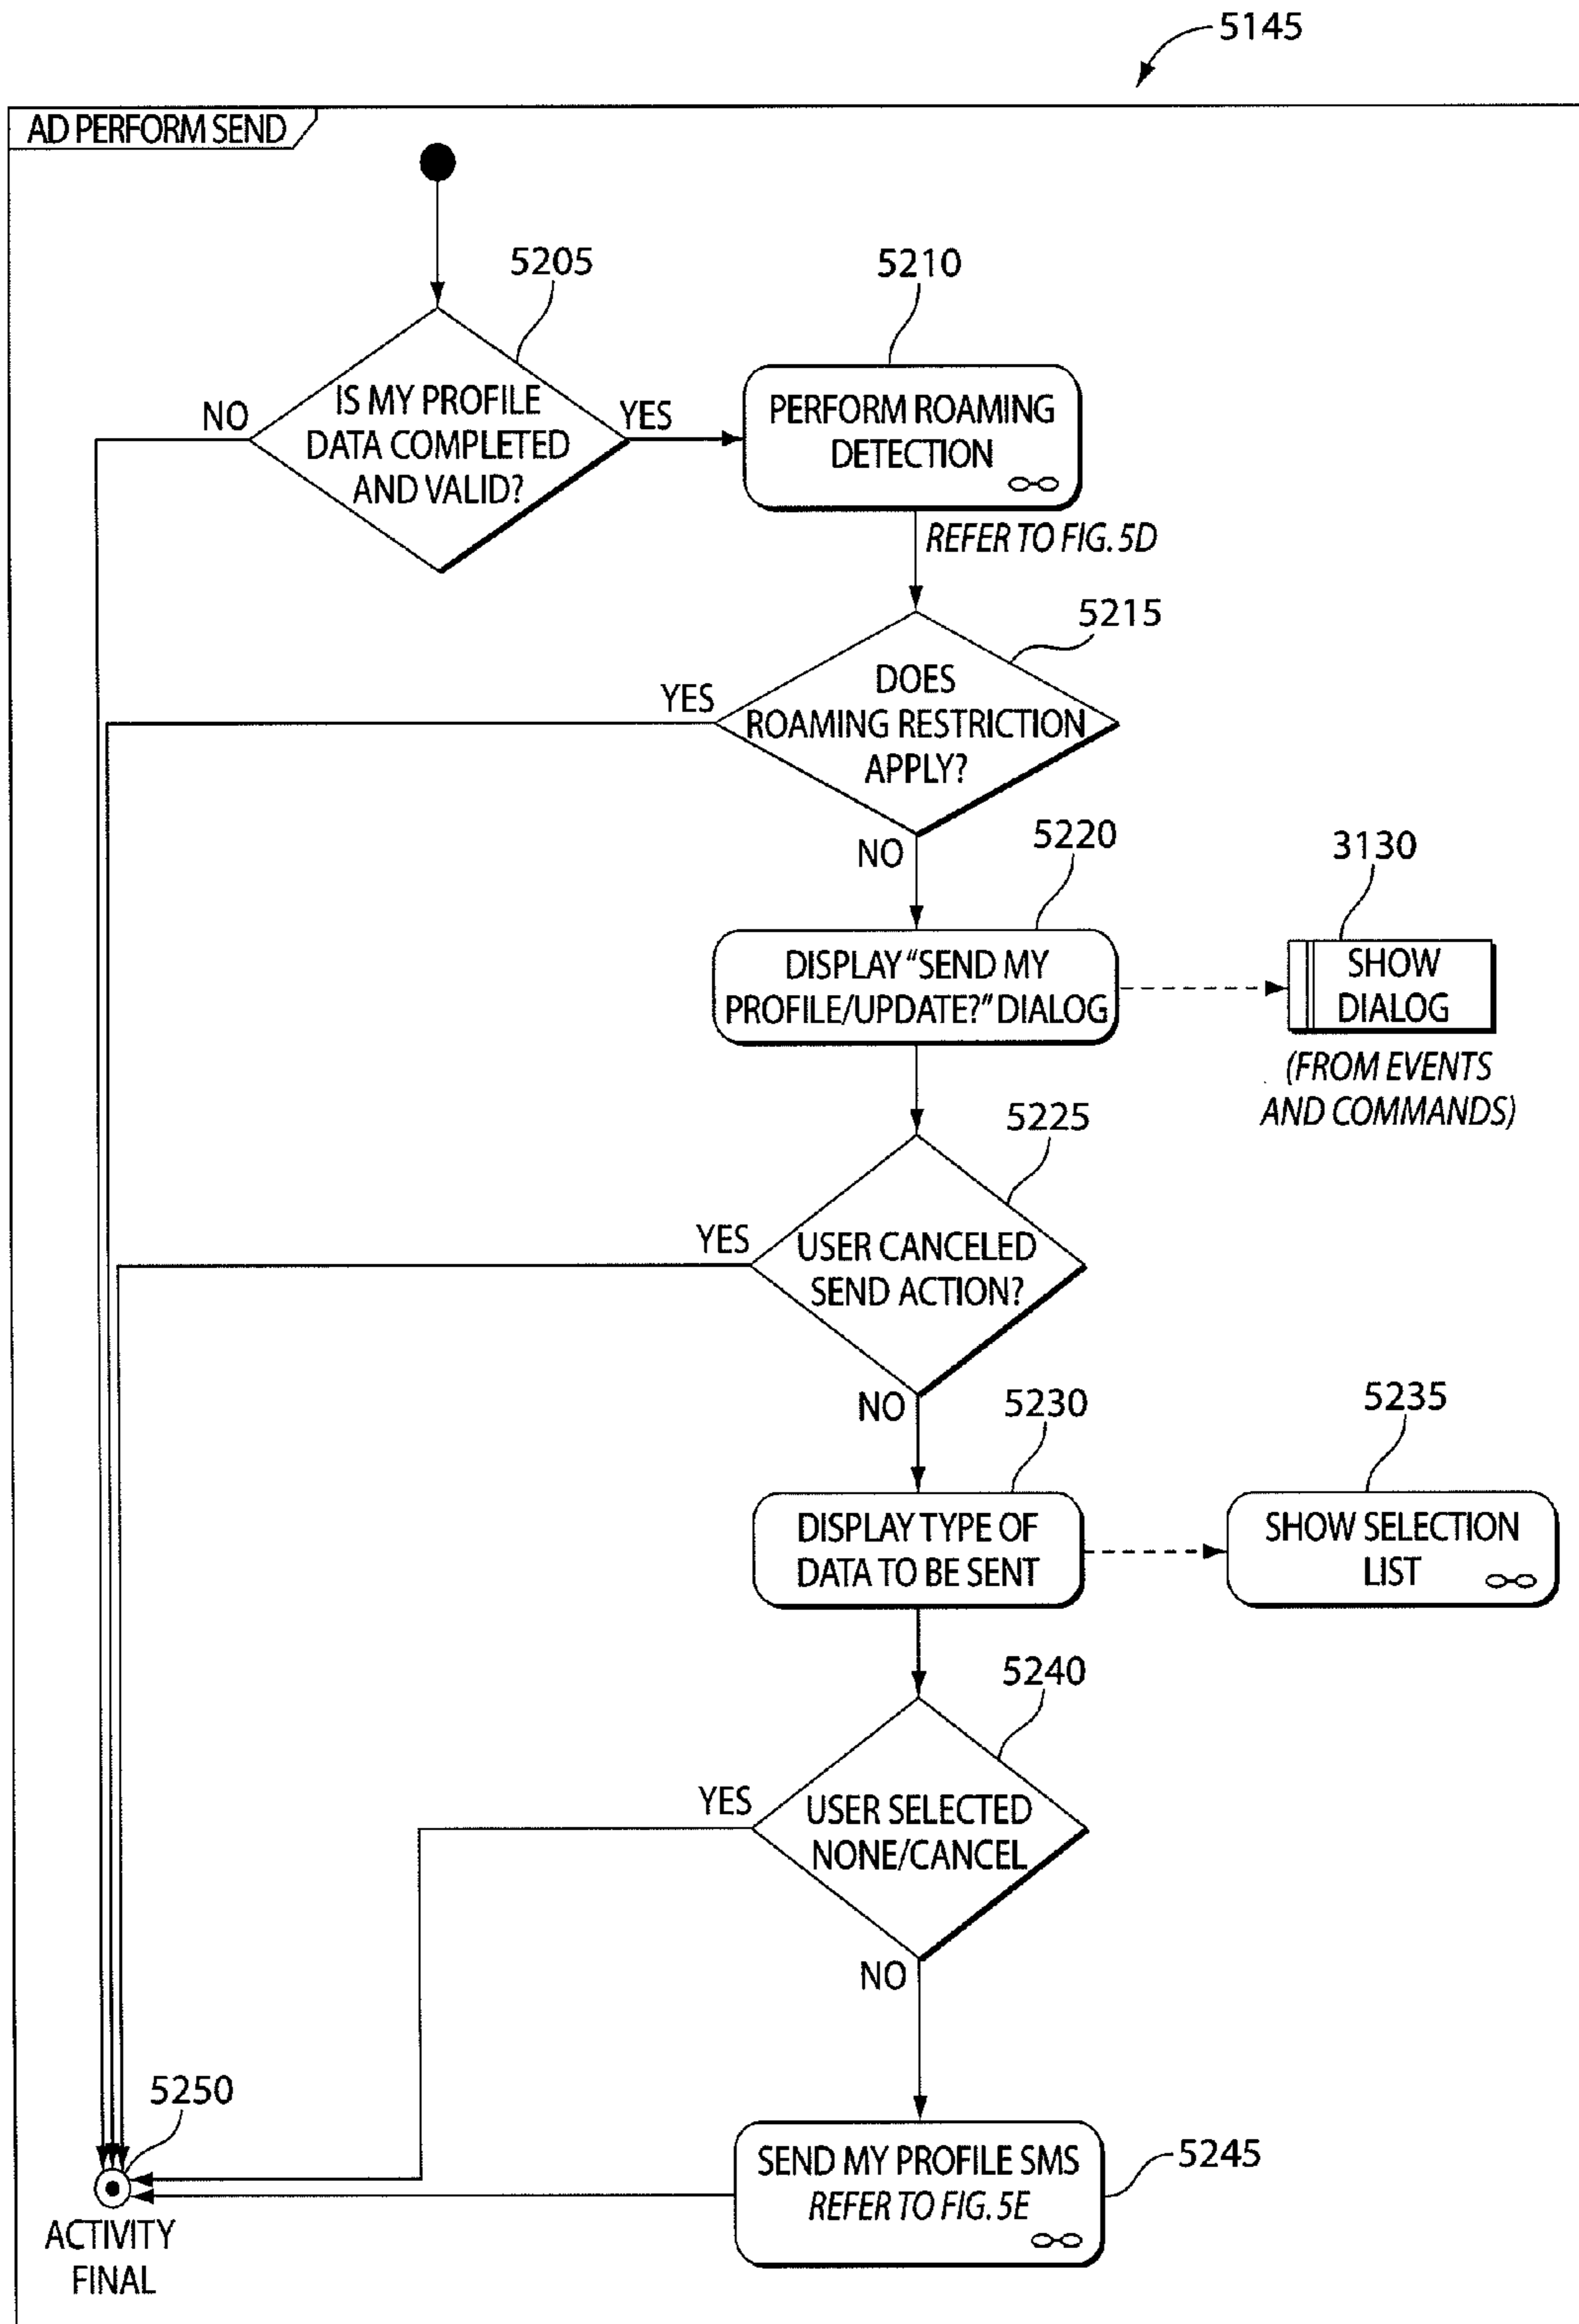 5145
AD PERFORM SEND
5205
5210
IS MY PROFILE
DATA COMPLETED
AND VALID?
NO
YES
PERFORM ROAMING
DETECTION
REFER TO FIG. 5D
5215
DOES
ROAMING RESTRICTION
APPLY?
YES
NO
5220
3130
DISPLAY “SEND MY
PROFILE/UPDATE?” DIALOG
SHOW
DIALOG
(FROM EVENTS
AND COMMANDS)
5225
YES
USER CANCELED
SEND ACTION?
NO
5230
5235
DISPLAY TYPE OF
DATA TO BE SENT
SHOW SELECTION
LIST
5240
YES
USER SELECTED
NONE/CANCEL
NO
5250
SEND MY PROFILE SMS
REFER TO FIG. 5E
5245
ACTIVITY
FINAL